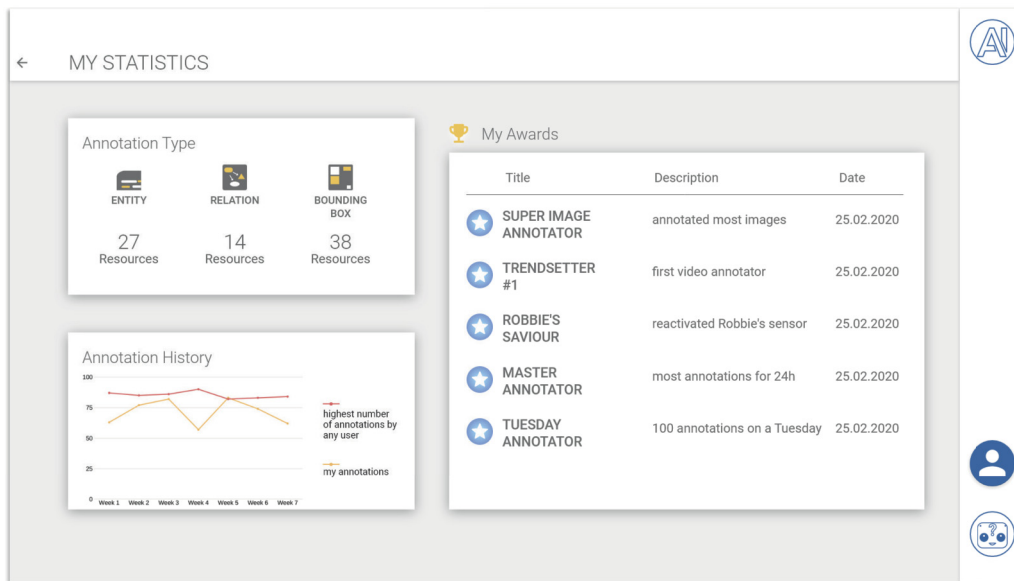 MY STATISTICS
Annotation Type
ENTITY
RELATION
BOUNDING
BOX
27
14
38
Resources
Resources
Resources
Annotation History
100
75
50
25
0
Week 1 Week 2 Week 3 Week 4 Week 5 Week 6 Week 7
highest number
of annotations by
any user
my annotations
My Awards
Title Description Date
SUPER IMAGE
ANNOTATOR
annotated most images
25.02.2020
TRENDSETTER
#1
first video annotator
25.02.2020
ROBBIE'S
SAVIOUR
reactivated Robbie's sensor
25.02.2020
MASTER
ANNOTATOR
most annotations for 24h
25.02.2020
TUESDAY
ANNOTATOR
100 annotations on a Tuesday
25.02.2020
AI
?